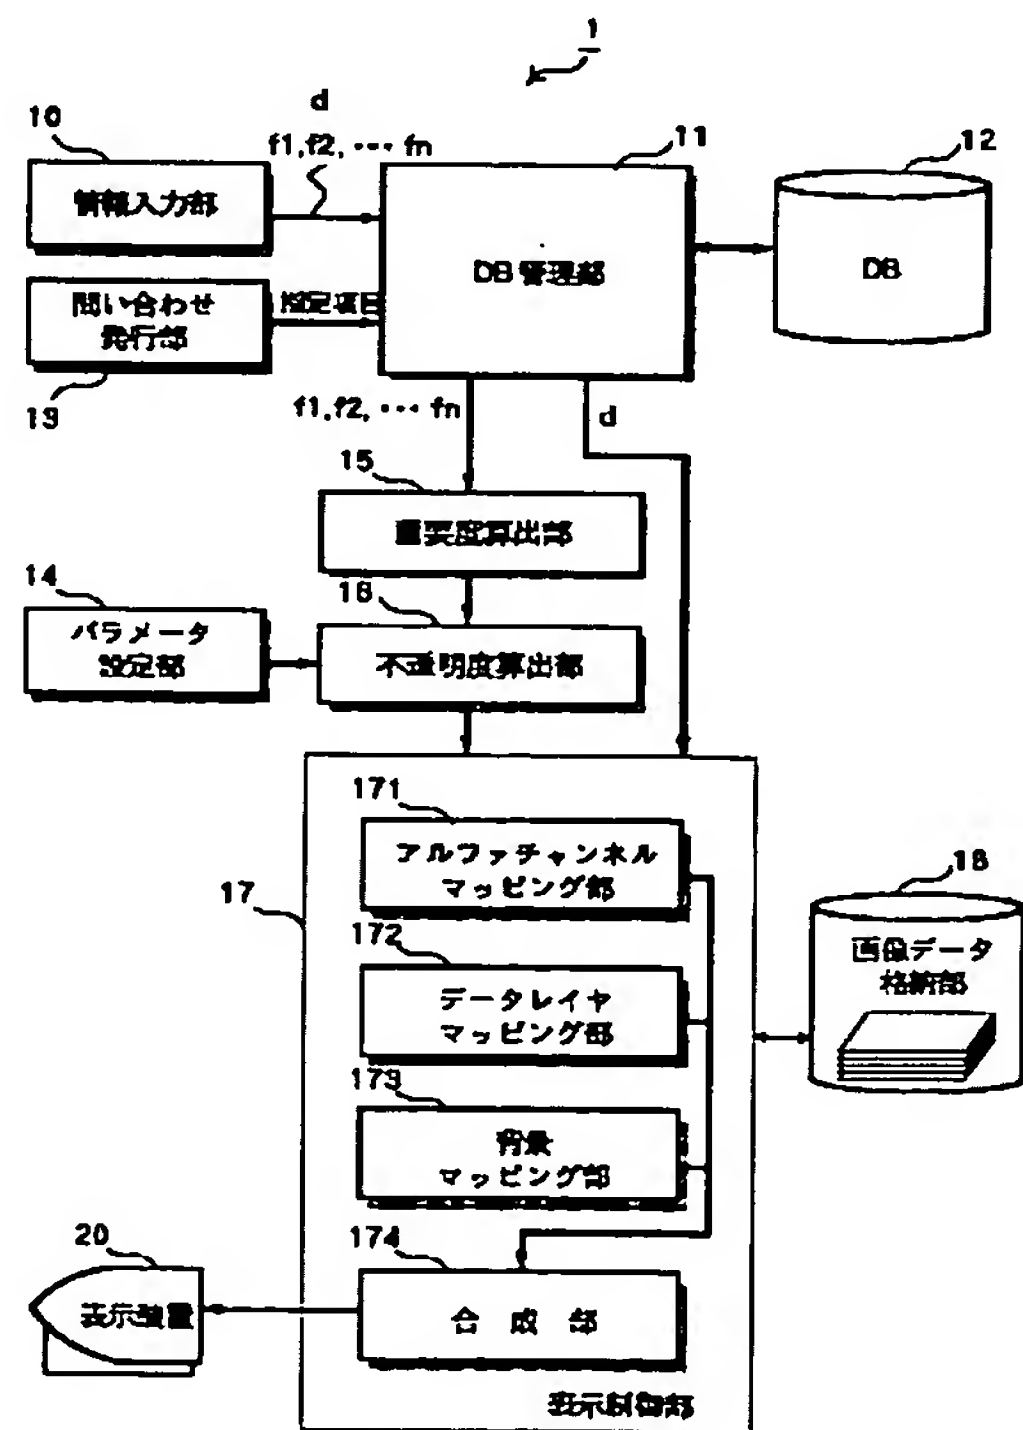 1
10
d
f1,f2,・・・fn
11
12
情報入力部
DB管理部
DB
問い合わせ
発行部
指定項目
13
f1,f2,・・・fn
d
15
重要度算出部
14
16
パラメータ
設定部
不透明度算出部
171
アルファチャンネル
マッピング部
17
18
画像データ
格納部
172
データレイヤ
マッピング部
173
背景
マッピング部
174
20
表示装置
合成部
表示制御部